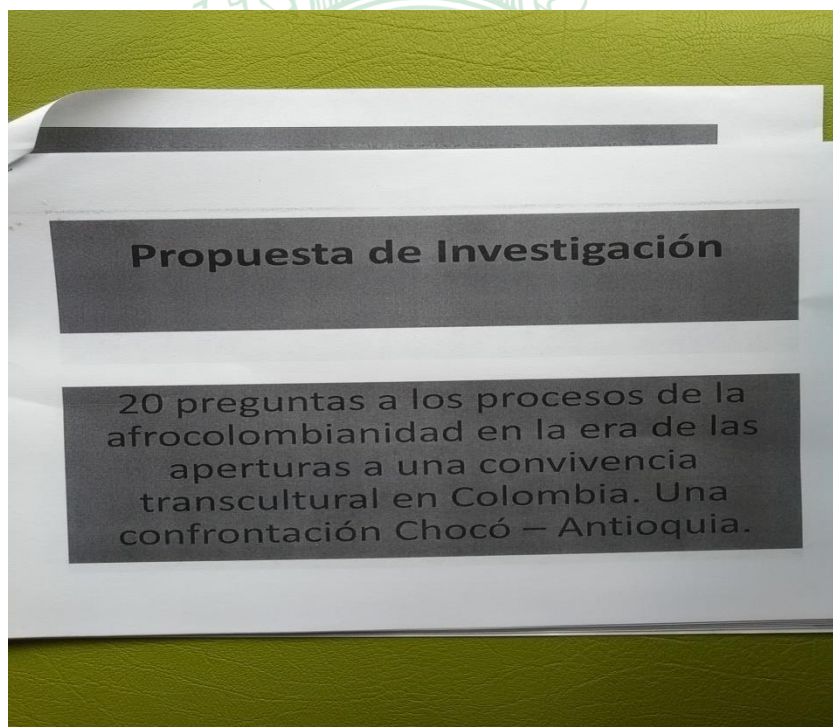 Propuesta de Investigación
20 preguntas a los procesos de la
afrocolombianidad en la era de las
aperturas a una convivencia
transcultural en Colombia. Una
confrontación Chocó – Antioquia.